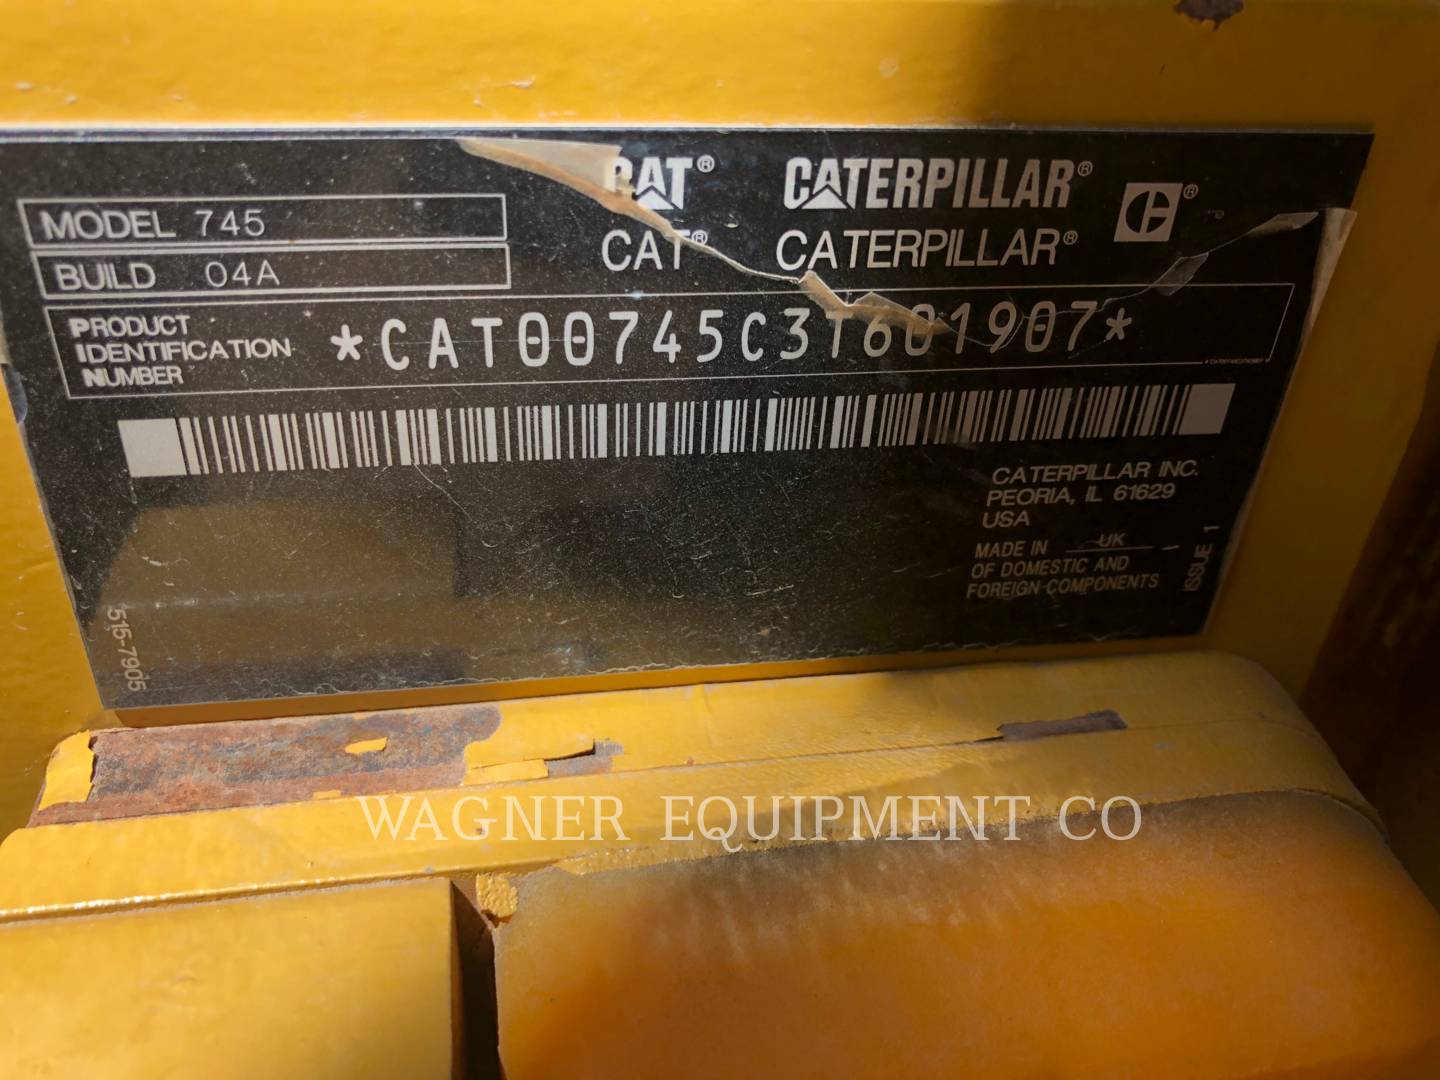 CAT® CATERPILLAR®
CAT® CATERPILLAR®
MODEL 745
BUILD 04A
PRODUCT
IDENTIFICATION
NUMBER
*CAT00745C3T601907*
CATERPILLAR INC.
PEORIA, IL 61629
USA
MADE IN UK
OF DOMESTIC AND
FOREIGN COMPONENTS
ISSUE 1
515-7905
WAGNER EQUIPMENT CO